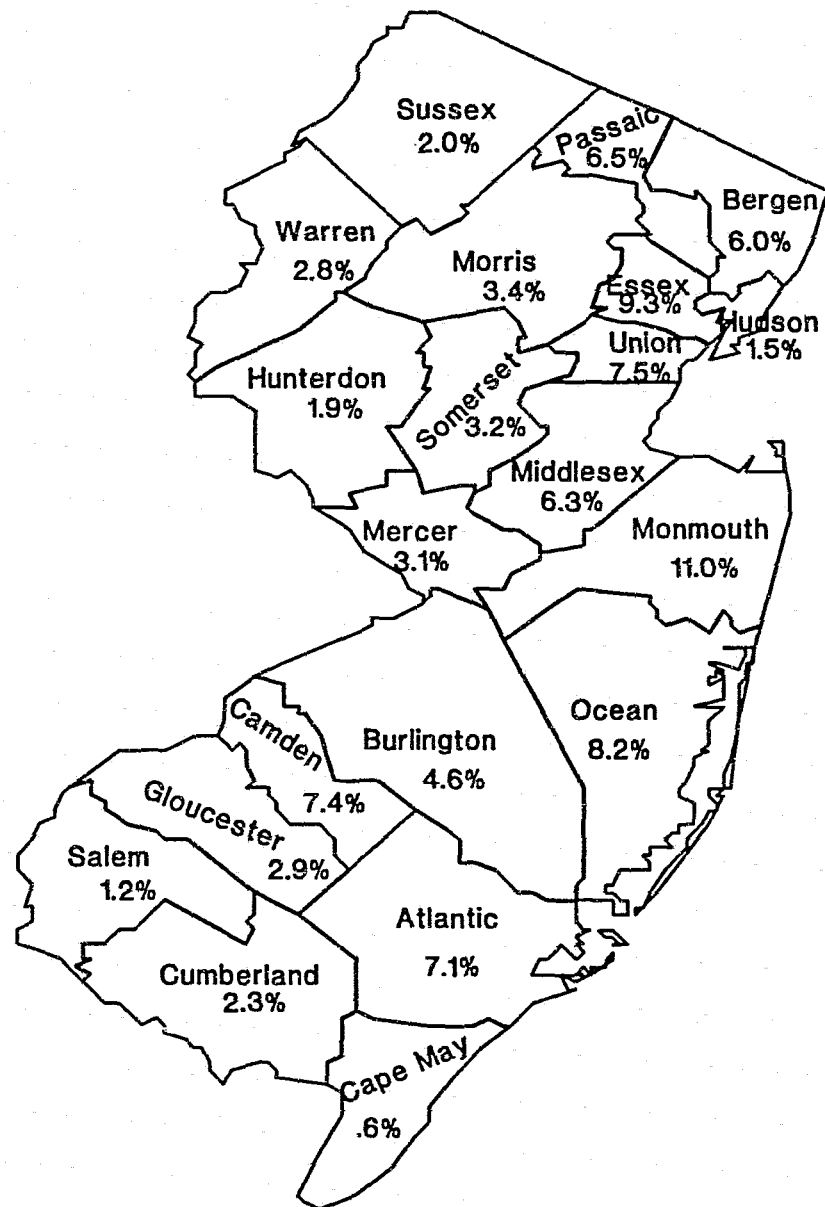 Sussex
2.0%
Passaic
6.5%
Bergen
6.0%
Warren
2.8%
Morris
3.4%
Essex
9.3%
Hudson
1.5%
Union
7.5%
Hunterdon
1.9%
Somerset
3.2%
Middlesex
6.3%
Mercer
3.1%
Monmouth
11.0%
Ocean
8.2%
Camden
7.4%
Burlington
4.6%
Gloucester
2.9%
Salem
1.2%
Atlantic
7.1%
Cumberland
2.3%
Cape May
.6%